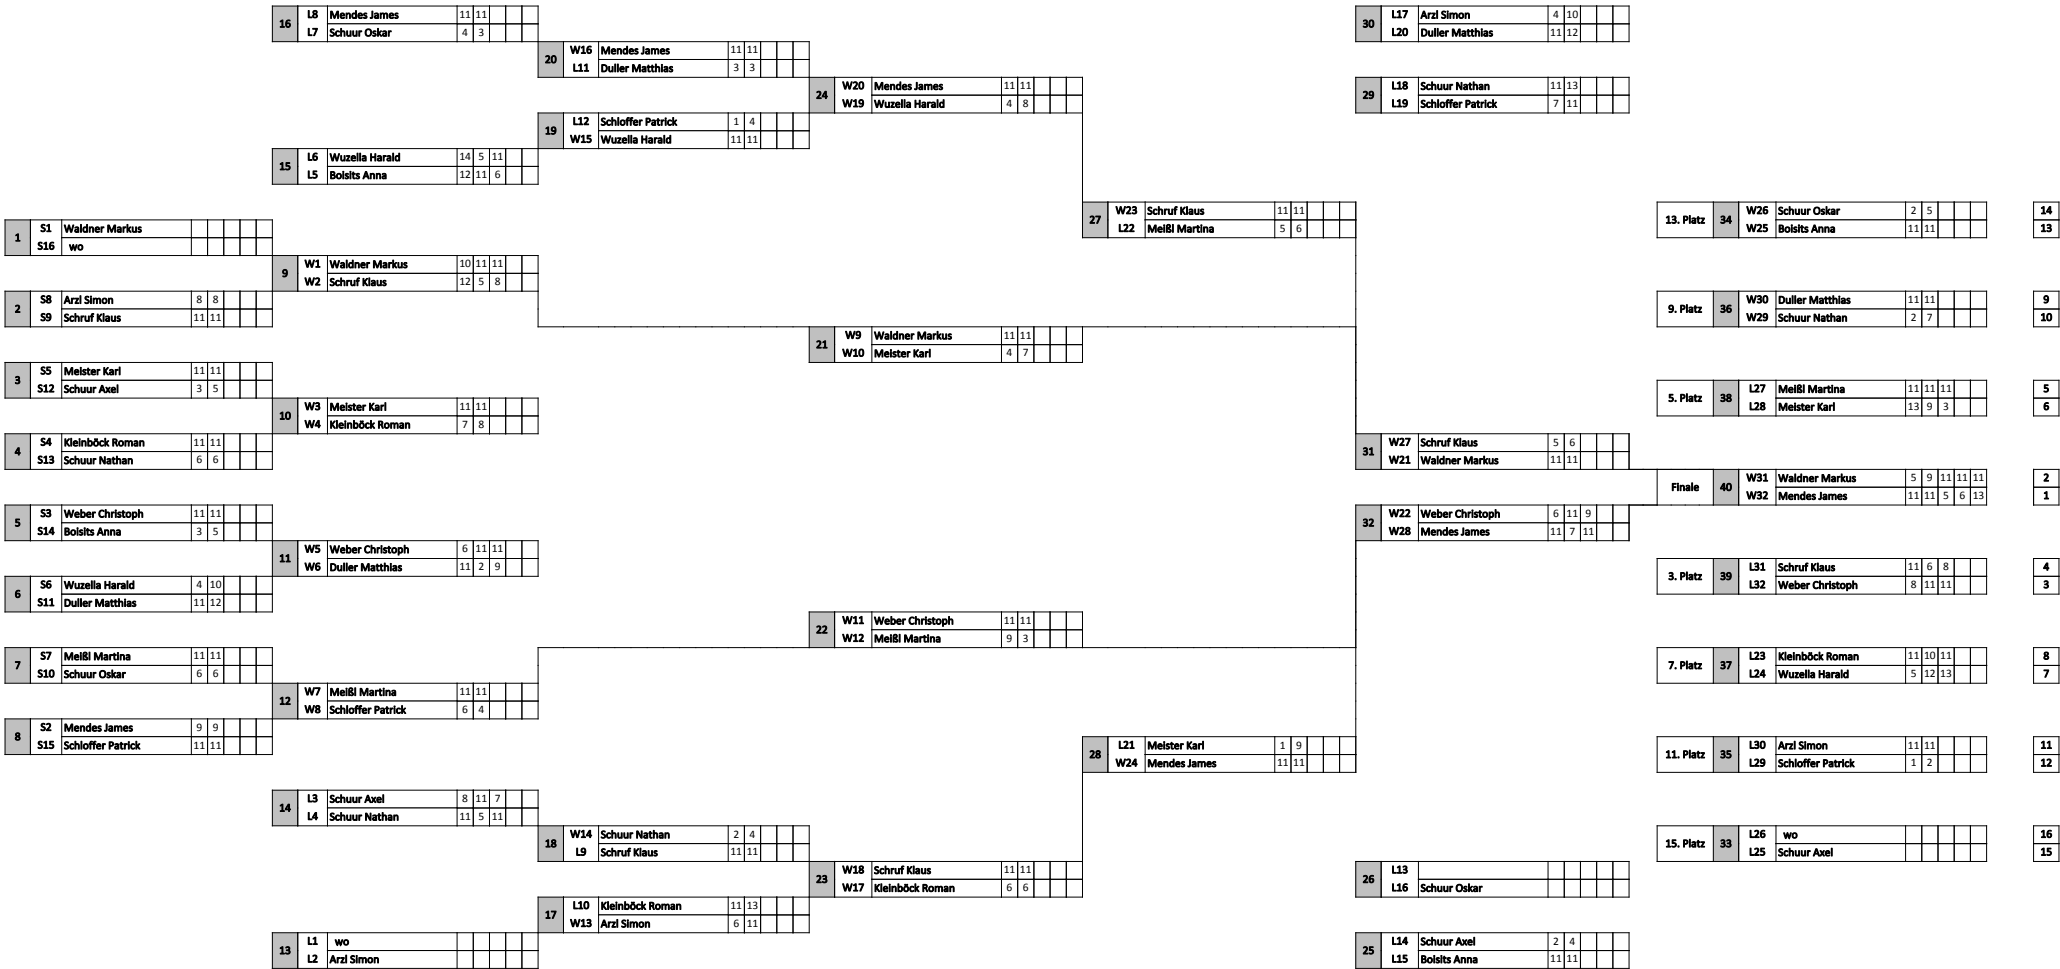 16 L8 Mendes James 11 11
L7 Schuur Oskar 4 3
20 W16 Mendes James 11 11
L11 Duller Matthias 3 3
24 W20 Mendes James 11 11
W19 Wuzella Harald 4 8
19 L12 Schloffer Patrick 1 4
W15 Wuzella Harald 11 11
15 L6 Wuzella Harald 14 5 11
L5 Boisits Anna 12 11 6
30 L17 Arzl Simon 4 10
L20 Duller Matthias 11 12
29 L18 Schuur Nathan 11 13
L19 Schloffer Patrick 7 11
27 W23 Schruf Klaus 11 11
L22 Meißl Martina 5 6
1 S1 Waldner Markus
S16 wo
9 W1 Waldner Markus 10 11 11
W2 Schruf Klaus 12 5 8
2 S8 Arzl Simon 8 8
S9 Schruf Klaus 11 11
21 W9 Waldner Markus 11 11
W10 Meister Karl 4 7
3 S5 Meister Karl 11 11
S12 Schuur Axel 3 5
10 W3 Meister Karl 11 11
W4 Kleinböck Roman 7 8
4 S4 Kleinböck Roman 11 11
S13 Schuur Nathan 6 6
31 W27 Schruf Klaus 5 6
W21 Waldner Markus 11 11
5 S3 Weber Christoph 11 11
S14 Boisits Anna 3 5
11 W5 Weber Christoph 6 11 11
W6 Duller Matthias 11 2 9
6 S6 Wuzella Harald 4 10
S11 Duller Matthias 11 12
32 W22 Weber Christoph 6 11 9
W28 Mendes James 11 7 11
22 W11 Weber Christoph 11 11
W12 Meißl Martina 9 3
7 S7 Meißl Martina 11 11
S10 Schuur Oskar 6 6
12 W7 Meißl Martina 11 11
W8 Schloffer Patrick 6 4
8 S2 Mendes James 9 9
S15 Schloffer Patrick 11 11
28 L21 Meister Karl 1 9
W24 Mendes James 11 11
14 L3 Schuur Axel 8 11 7
L4 Schuur Nathan 11 5 11
18 W14 Schuur Nathan 2 4
L9 Schruf Klaus 11 11
23 W18 Schruf Klaus 11 11
W17 Kleinböck Roman 6 6
17 L10 Kleinböck Roman 11 13
W13 Arzl Simon 6 11
13 L1 wo
L2 Arzl Simon
26 L13
L16 Schuur Oskar
25 L14 Schuur Axel 2 4
L15 Boisits Anna 11 11
13. Platz 34 W26 Schuur Oskar 2 5 14
W25 Boisits Anna 11 11 13
9. Platz 36 W30 Duller Matthias 11 11 9
W29 Schuur Nathan 2 7 10
5. Platz 38 L27 Meißl Martina 11 11 11 5
L28 Meister Karl 13 9 3 6
Finale 40 W31 Waldner Markus 5 9 11 11 11 2
W32 Mendes James 11 11 5 6 13 1
3. Platz 39 L31 Schruf Klaus 11 6 8 4
L32 Weber Christoph 8 11 11 3
7. Platz 37 L23 Kleinböck Roman 11 10 11 8
L24 Wuzella Harald 5 12 13 7
11. Platz 35 L30 Arzl Simon 11 11 11
L29 Schloffer Patrick 1 2 12
15. Platz 33 L26 wo 16
L25 Schuur Axel 15